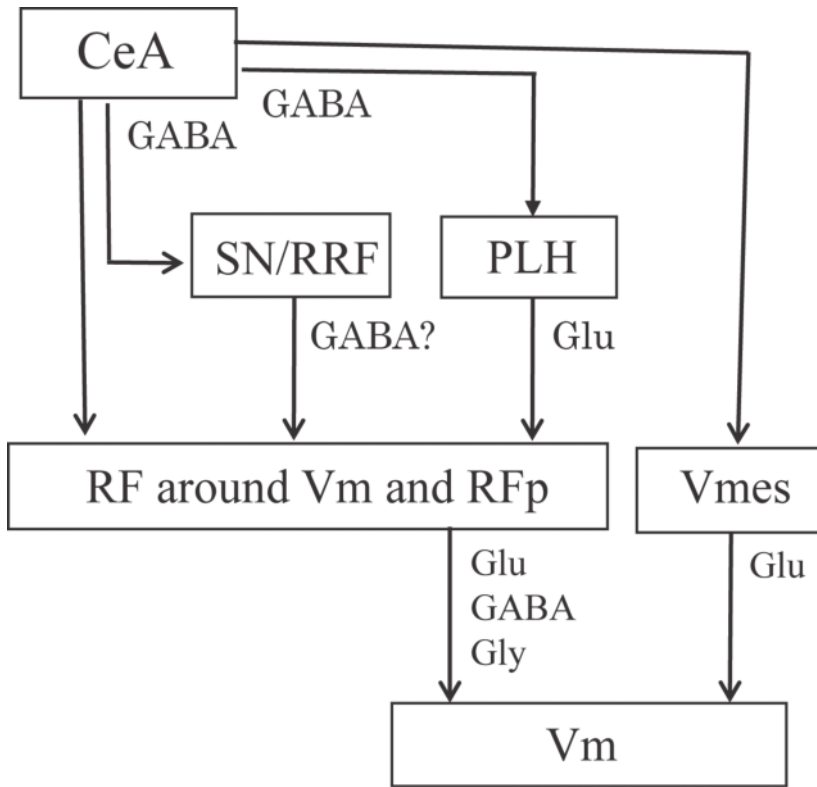 CeA
GABA
GABA
SN/RRF
PLH
GABA?
Glu
RF around Vm and RFp
Vmes
Glu
GABA
Gly
Glu
Vm